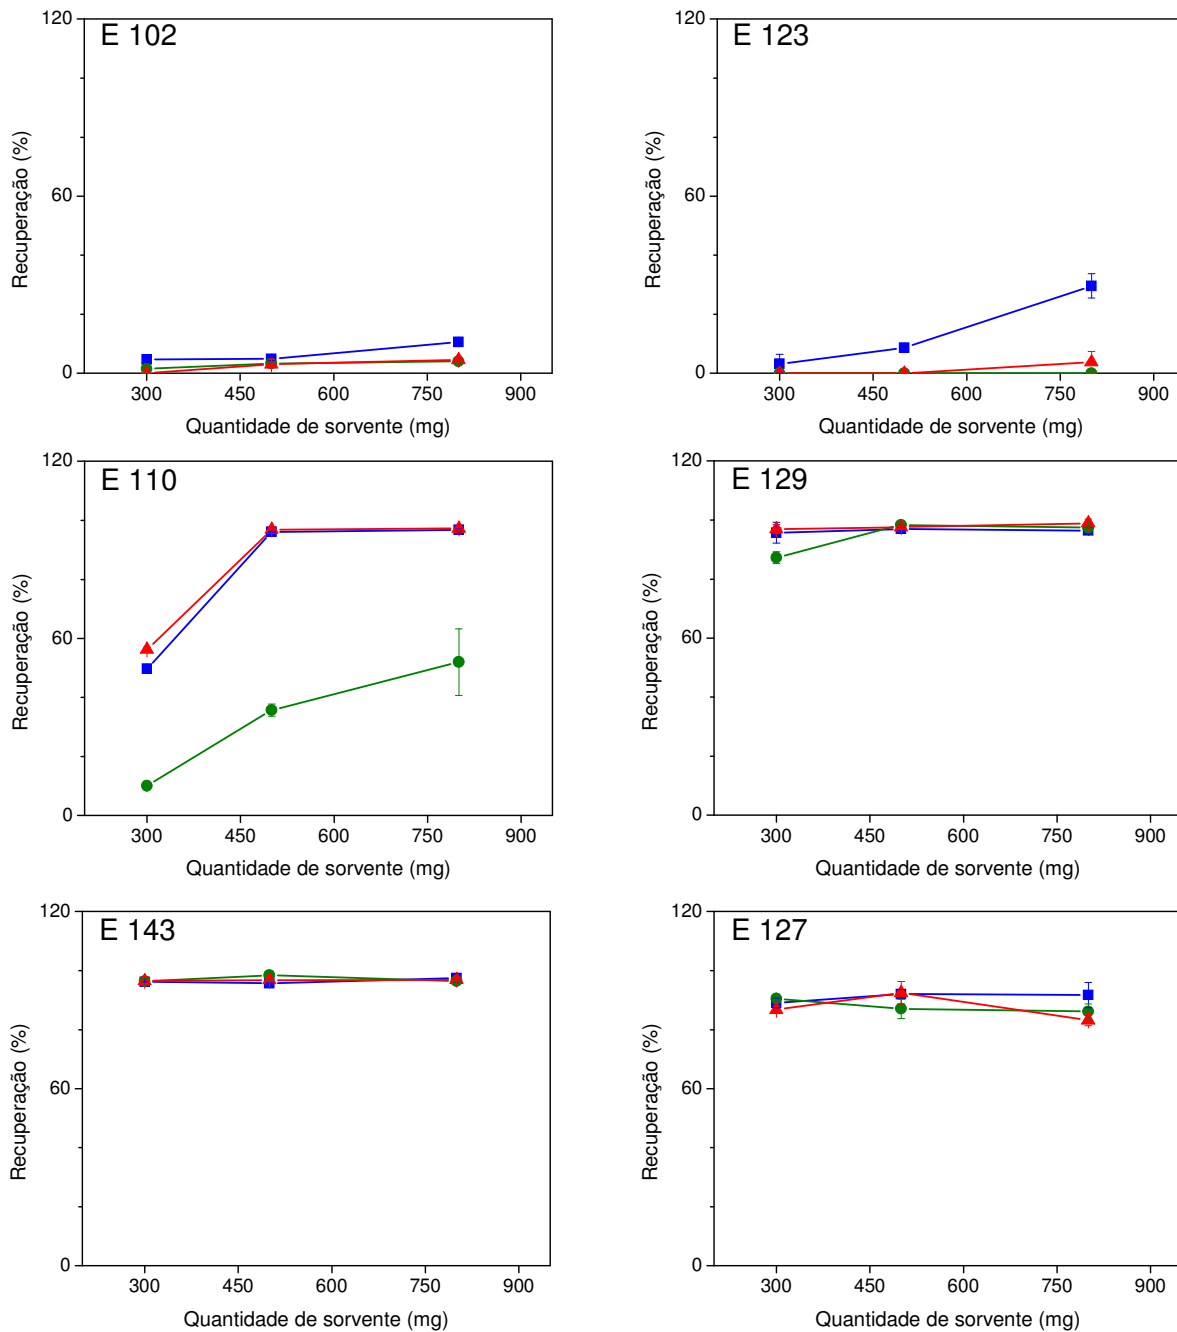 E 102
120
60
0
Recuperação (%)
300 450 600 750 900
Quantidade de sorvente (mg)
E 123
120
60
0
Recuperação (%)
300 450 600 750 900
Quantidade de sorvente (mg)
E 110
120
60
0
Recuperação (%)
300 450 600 750 900
Quantidade de sorvente (mg)
E 129
120
60
0
Recuperação (%)
300 450 600 750 900
Quantidade de sorvente (mg)
E 143
120
60
0
Recuperação (%)
300 450 600 750 900
Quantidade de sorvente (mg)
E 127
120
60
0
Recuperação (%)
300 450 600 750 900
Quantidade de sorvente (mg)